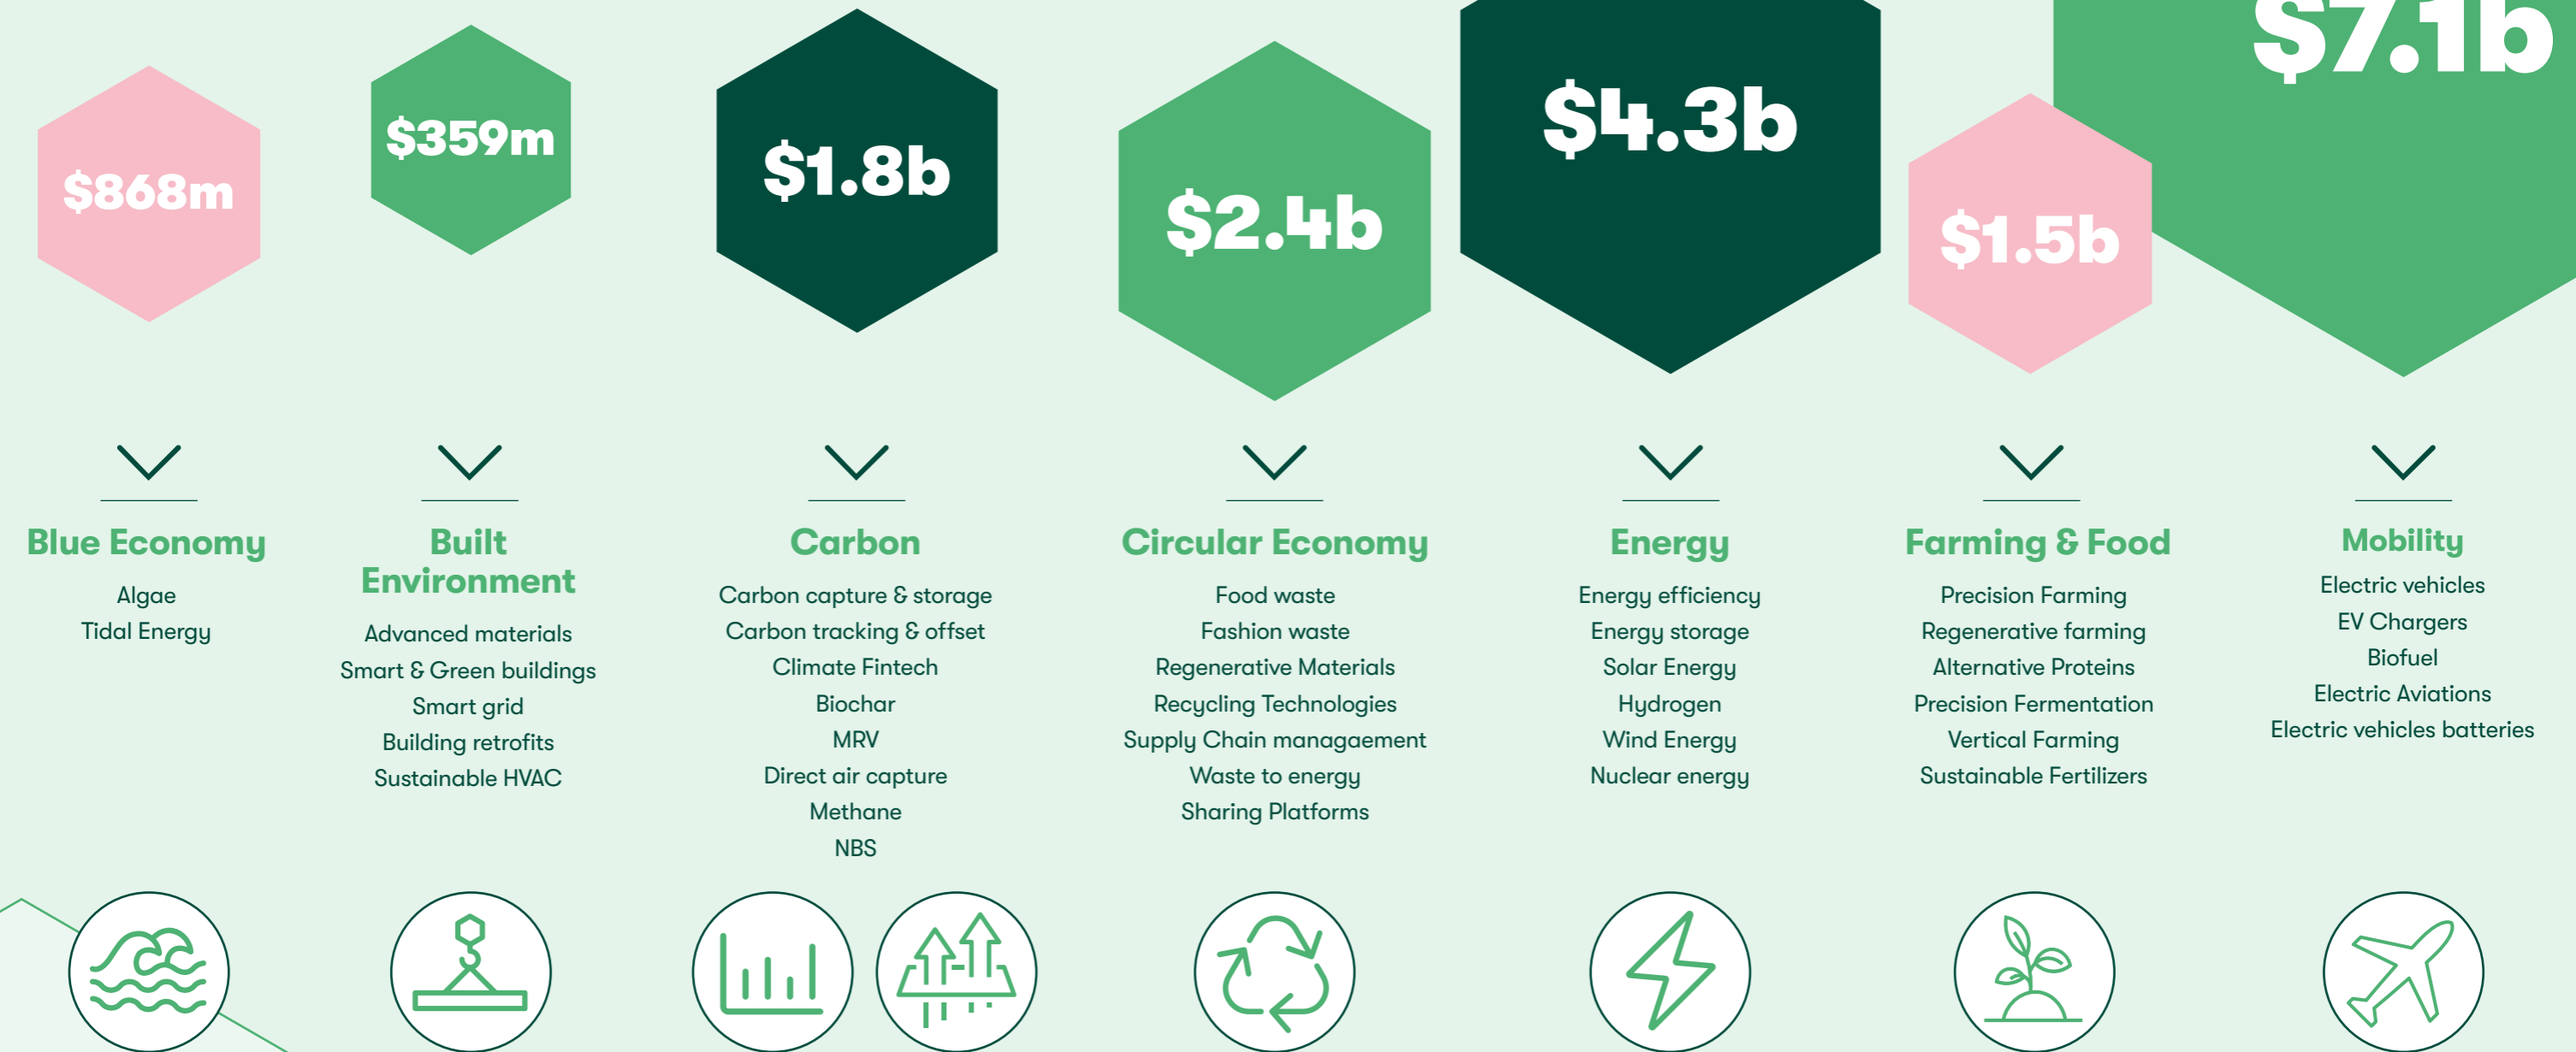 $868m
$359m
$1.8b
$2.4b
$4.3b
$1.5b
$7.1b
Blue Economy
Algae
Tidal Energy
Built
Environment
Advanced materials
Smart & Green buildings
Smart grid
Building retrofits
Sustainable HVAC
Carbon
Carbon capture & storage
Carbon tracking & offset
Climate Fintech
Biochar
MRV
Direct air capture
Methane
NBS
Circular Economy
Food waste
Fashion waste
Regenerative Materials
Recycling Technologies
Supply Chain managaement
Waste to energy
Sharing Platforms
Energy
Energy efficiency
Energy storage
Solar Energy
Hydrogen
Wind Energy
Nuclear energy
Farming & Food
Precision Farming
Regenerative farming
Alternative Proteins
Precision Fermentation
Vertical Farming
Sustainable Fertilizers
Mobility
Electric vehicles
EV Chargers
Biofuel
Electric Aviations
Electric vehicles batteries